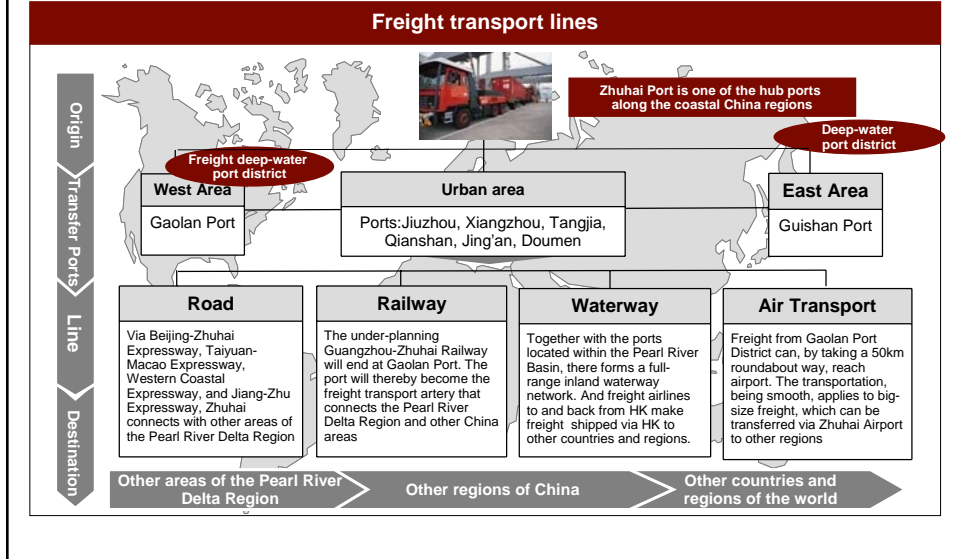 Freight transport lines
Zhuhai Port is one of the hub ports
along the coastal China regions
Origin
Transfer Ports
Line
Destination
Freight deep-water
port district
Deep-water
port district
West Area
Gaolan Port
Urban area
Ports:Jiuzhou, Xiangzhou, Tangjia,
Qianshan, Jing'an, Doumen
East Area
Guishan Port
Road
Via Beijing-Zhuhai
Expressway, Taiyuan-
Macao Expressway,
Western Coastal
Expressway, and Jiang-Zhu
Expressway, Zhuhai
connects with other areas of
the Pearl River Delta Region
Railway
The under-planning
Guangzhou-Zhuhai Railway
will end at Gaolan Port. The
port will thereby become the
freight transport artery that
connects the Pearl River
Delta Region and other China
areas
Waterway
Together with the ports
located within the Pearl River
Basin, there forms a full-
range inland waterway
network. And freight airlines
to and back from HK make
freight  shipped via HK to
other countries and regions.
Air Transport
Freight from Gaolan Port
District can, by taking a 50km
roundabout way, reach
airport. The transportation,
being smooth, applies to big-
size freight, which can be
transferred via Zhuhai Airport
to other regions
Other areas of the Pearl River
Delta Region
Other regions of China
Other countries and
regions of the world